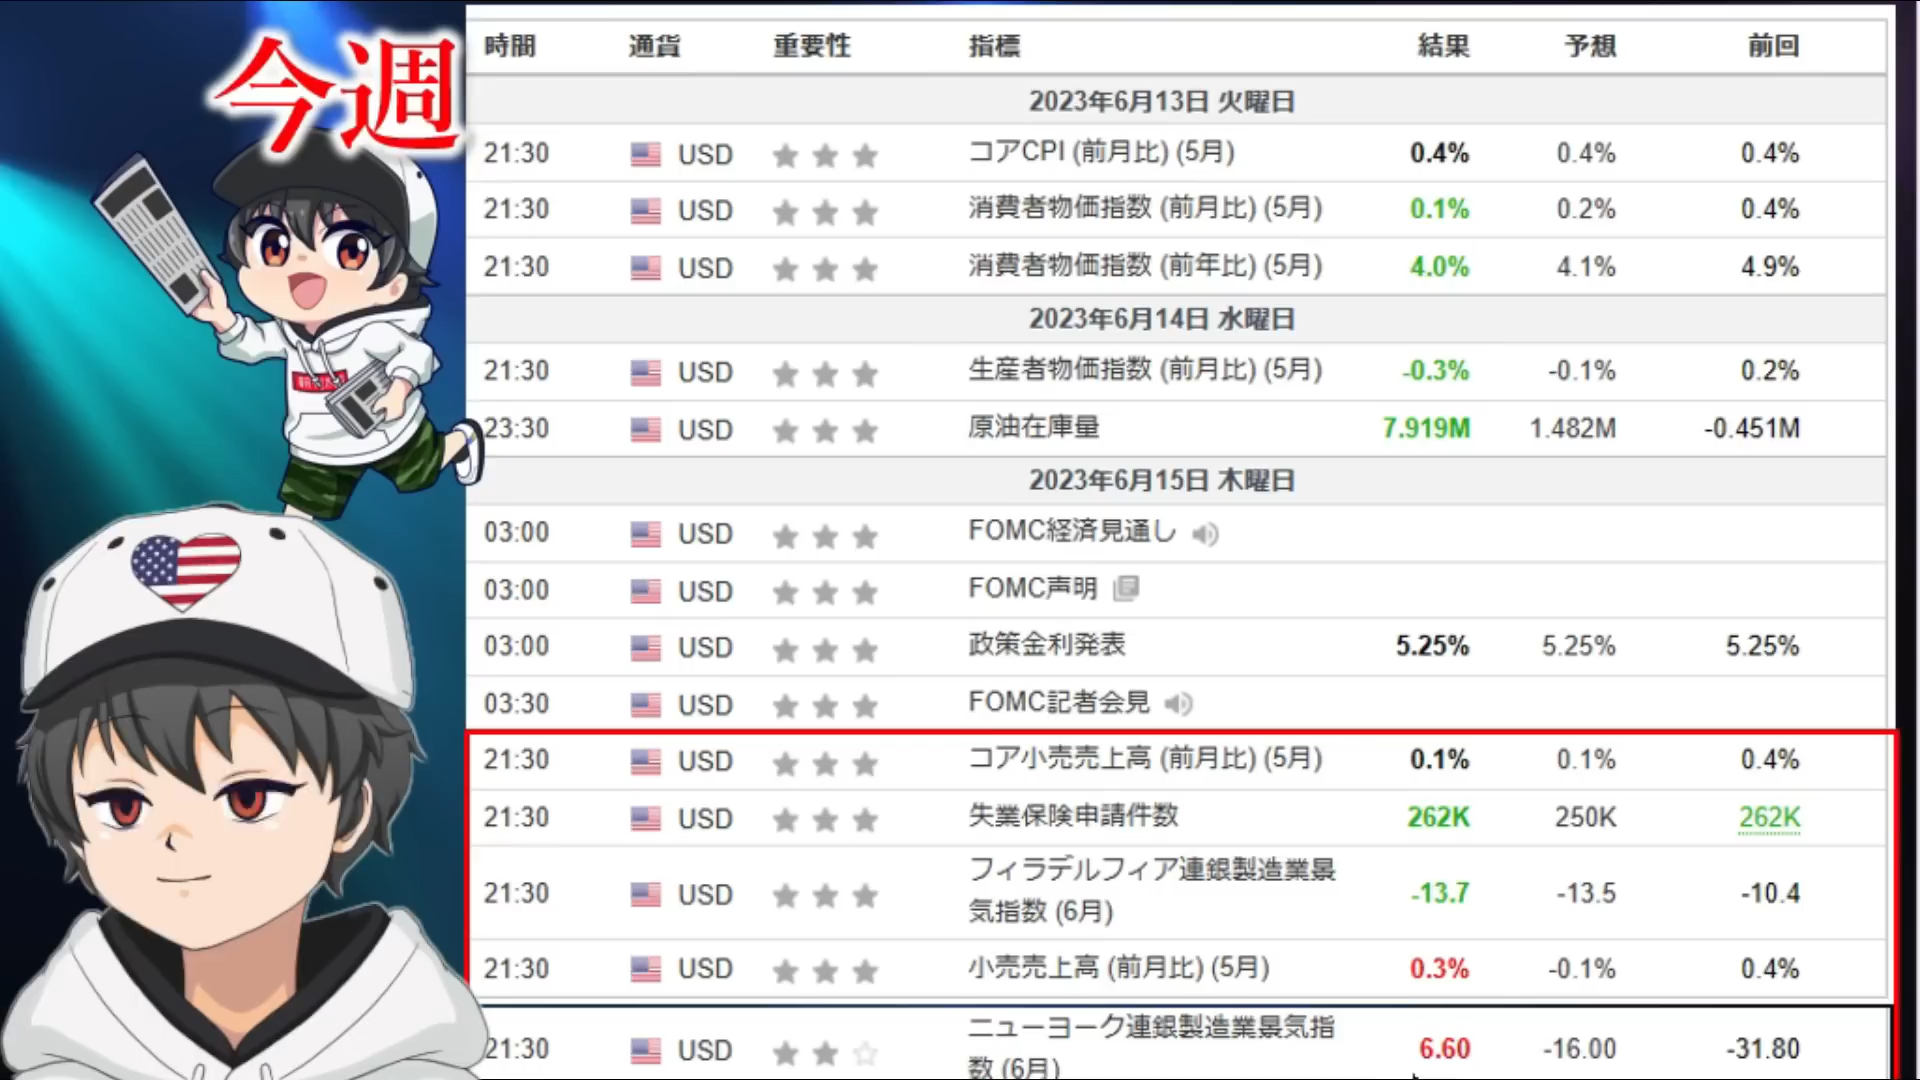 今週
時間 通貨 重要性 指標 結果 予想 前回
2023年6月13日 火曜日
21:30 USD コアCPI (前月比) (5月) 0.4% 0.4% 0.4%
21:30 USD 消費者物価指数 (前月比) (5月) 0.1% 0.2% 0.4%
21:30 USD 消費者物価指数 (前年比) (5月) 4.0% 4.1% 4.9%
2023年6月14日 水曜日
21:30 USD 生産者物価指数 (前月比) (5月) -0.3% -0.1% 0.2%
23:30 USD 原油在庫量 7.919M 1.482M -0.451M
2023年6月15日 木曜日
03:00 USD FOMC経済見通し
03:00 USD FOMC声明
03:00 USD 政策金利発表 5.25% 5.25% 5.25%
03:30 USD FOMC記者会見
21:30 USD コア小売売上高 (前月比) (5月) 0.1% 0.1% 0.4%
21:30 USD 失業保険申請件数 262K 250K 262K
フィラデルフィア連銀製造業景
21:30 USD 気指数 (6月) -13.7 -13.5 -10.4
21:30 USD 小売売上高 (前月比) (5月) 0.3% -0.1% 0.4%
ニューヨーク連銀製造業景気指
21:30 USD 数 (6月) 6.60 -16.00 -31.80